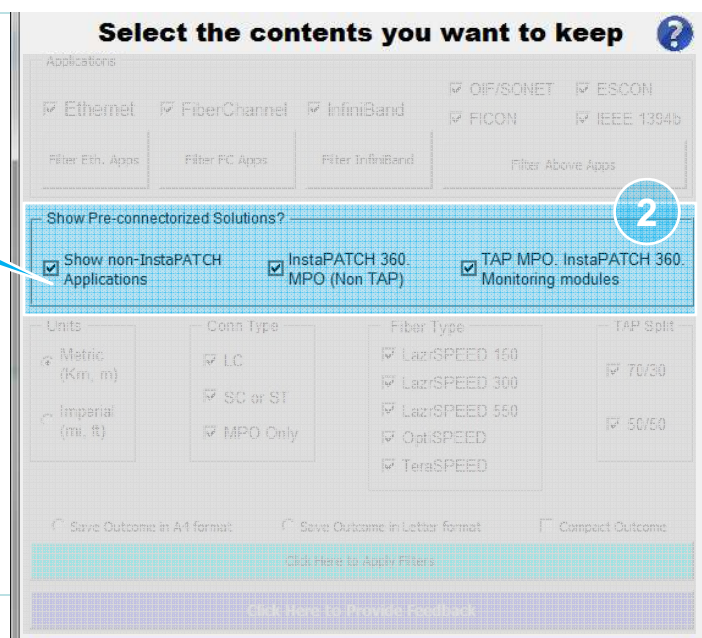 Select the contents you want to keep ?
Applications
Ethernet FiberChannel InfiniBand OIF/SONET ESCON
FICON IEEE 1394b
Filter Eth. Apps Filter FC Apps Filter InfiniBand Filter Above Apps
2
Show Pre-connectorized Solutions?
Show non-InstaPATCH
Applications
InstaPATCH 360.
MPO (Non TAP)
TAP MPO. InstaPATCH 360.
Monitoring modules
Units
Metric
(Km, m)
Imperial
(mi, ft)
Conn Type
LC
SC or ST
MPO Only
Fiber Type
LazrSPEED 150
LazrSPEED 300
LazrSPEED 550
OptiSPEED
TeraSPEED
TAP Split
70/30
50/50
Save Outcome in A4 format Save Outcome in Letter format Compact Outcome
Click Here to Apply Filters
Click Here to Provide Feedback